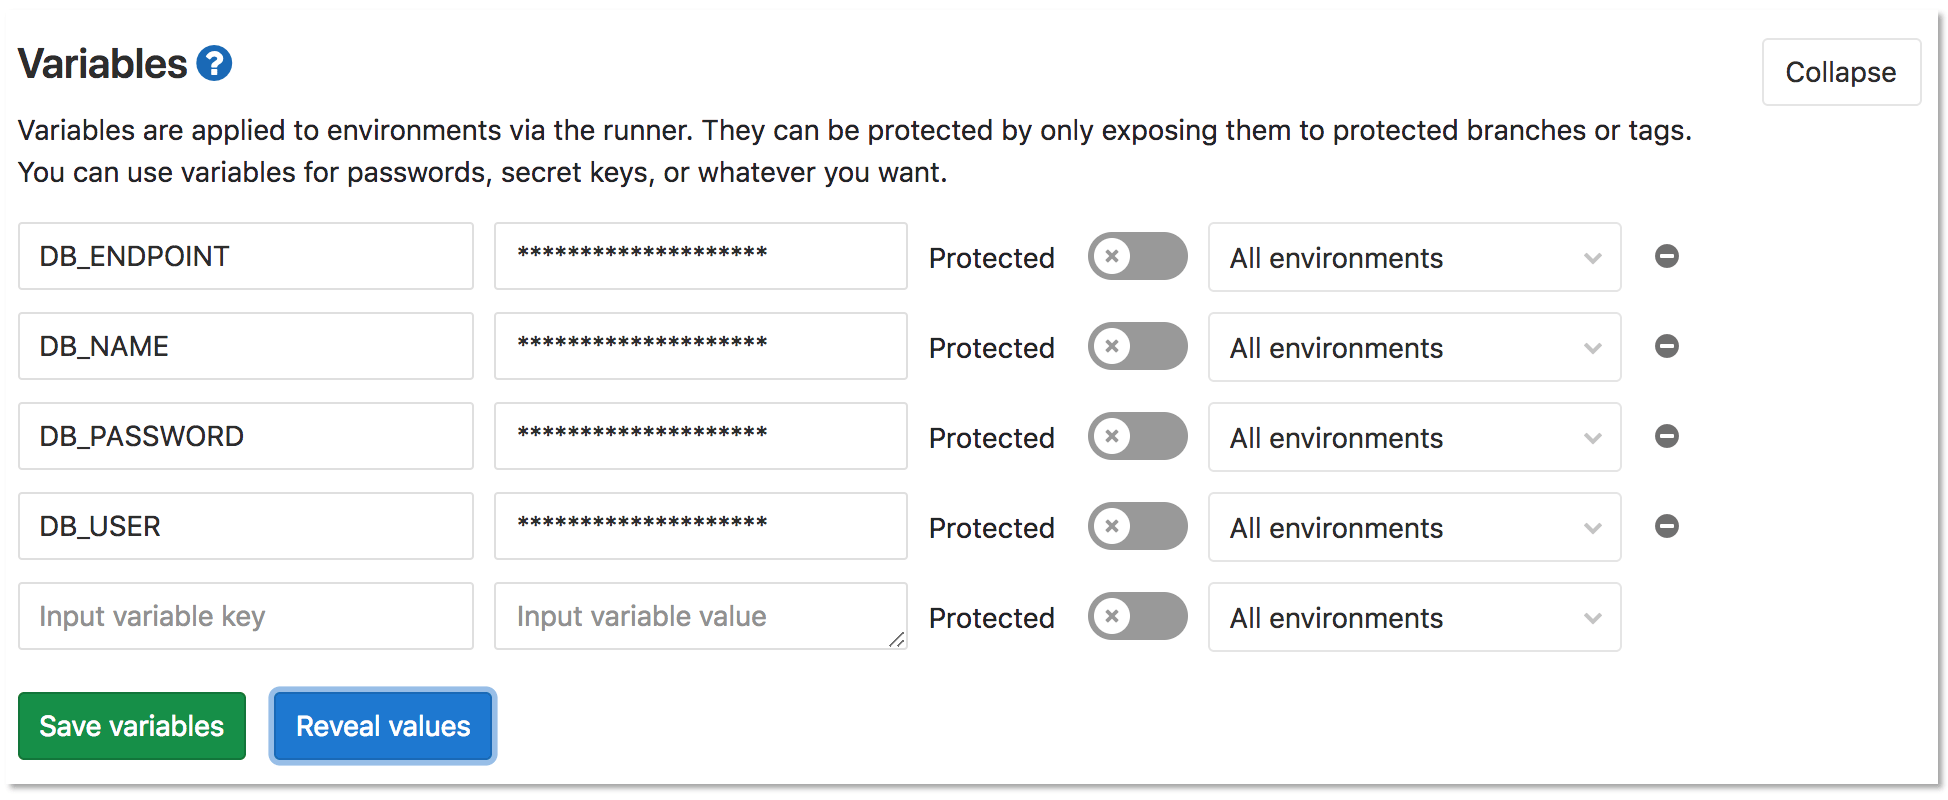 Variables ?
Collapse
Variables are applied to environments via the runner. They can be protected by only exposing them to protected branches or tags.
You can use variables for passwords, secret keys, or whatever you want.
DB_ENDPOINT ******************** Protected All environments
DB_NAME ******************** Protected All environments
DB_PASSWORD ******************** Protected All environments
DB_USER ******************** Protected All environments
Input variable key Input variable value Protected All environments
Save variables Reveal values